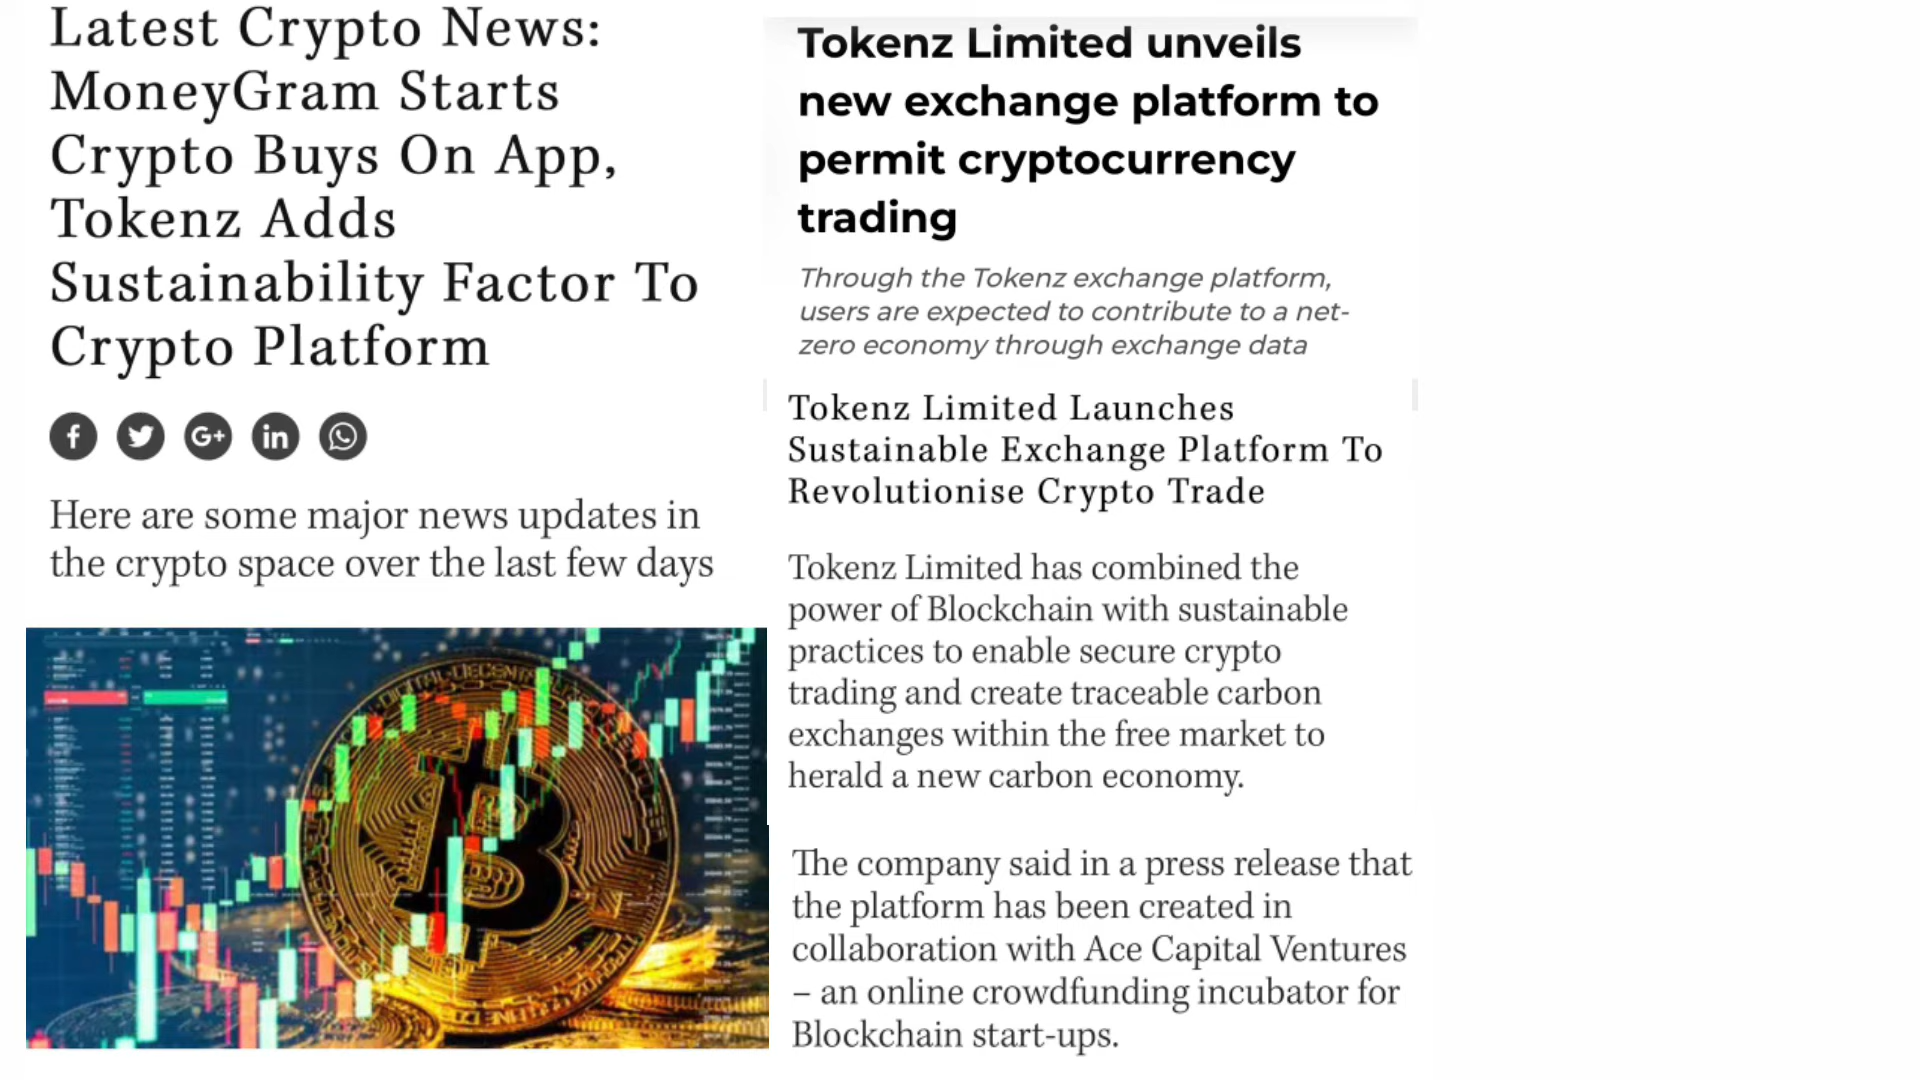 Latest Crypto News:
MoneyGram Starts
Crypto Buys On App,
Tokenz Adds
Sustainability Factor To
Crypto Platform
Here are some major news updates in
the crypto space over the last few days
Tokenz Limited unveils
new exchange platform to
permit cryptocurrency
trading
Through the Tokenz exchange platform,
users are expected to contribute to a net-
zero economy through exchange data
Tokenz Limited Launches
Sustainable Exchange Platform To
Revolutionise Crypto Trade
Tokenz Limited has combined the
power of Blockchain with sustainable
practices to enable secure crypto
trading and create traceable carbon
exchanges within the free market to
herald a new carbon economy.
The company said in a press release that
the platform has been created in
collaboration with Ace Capital Ventures
– an online crowdfunding incubator for
Blockchain start-ups.